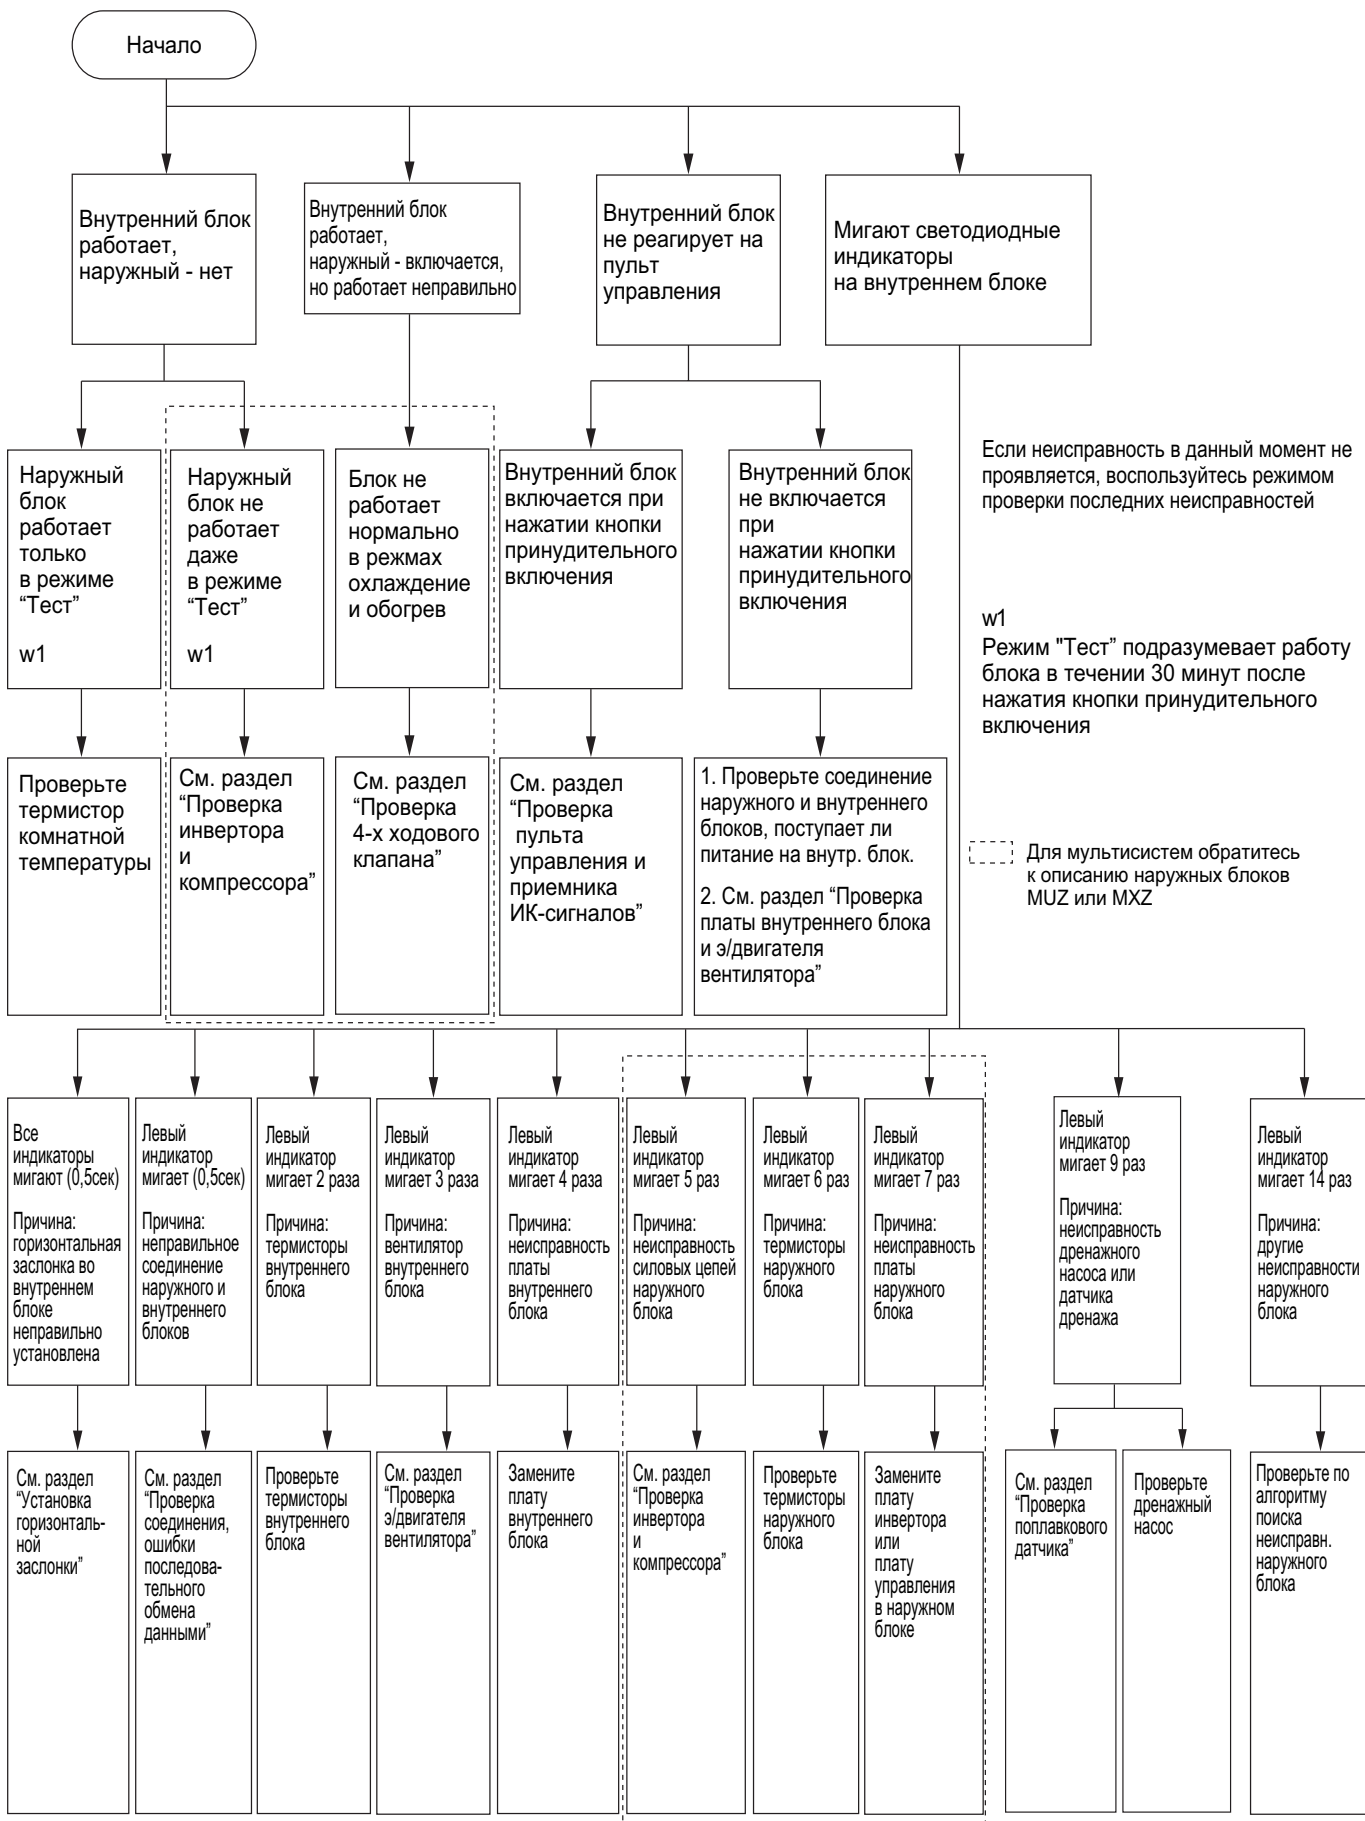 Начало
Внутренний блок
работает,
наружный - нет
Внутренний блок
работает,
наружный - включается,
но работает неправильно
Внутренний блок
не реагирует на
пульт
управления
Мигают светодиодные
индикаторы
на внутреннем блоке
Наружный
блок
работает
только
в режиме
“Тест”
w1
Наружный
блок не
работает
даже
в режиме
“Тест”
w1
Блок не
работает
нормально
в режмах
охлаждение
и обогрев
Внутренний блок
включается при
нажатии кнопки
принудительного
включения
Внутренний блок
не включается
при
нажатии кнопки
принудительного
включения
Если неисправность в данный момент не
проявляется, воспользуйтесь режимом
проверки последних неисправностей
w1
Режим "Тест” подразумевает работу
блока в течении 30 минут после
нажатия кнопки принудительного
включения
Проверьте
термистор
комнатной
температуры
См. раздел
“Проверка
инвертора
и
компрессора”
См. раздел
“Проверка
4-х ходового
клапана”
См. раздел
“Проверка
пульта
управления и
приемника
ИК-сигналов”
1. Проверьте соединение
наружного и внутреннего
блоков, поступает ли
питание на внутр. блок.
2. См. раздел “Проверка
платы внутреннего блока
и э/двигателя
вентилятора”
Для мультисистем обратитесь
к описанию наружных блоков
MUZ или MXZ
Все
индикаторы
мигают (0,5сек)
Причина:
горизонтальная
заслонка во
внутреннем
блоке
неправильно
установлена
Левый
индикатор
мигает (0,5сек)
Причина:
неправильное
соединение
наружного и
внутреннего
блоков
Левый
индикатор
мигает 2 раза
Причина:
термисторы
внутреннего
блока
Левый
индикатор
мигает 3 раза
Причина:
вентилятор
внутреннего
блока
Левый
индикатор
мигает 4 раза
Причина:
неисправность
платы
внутреннего
блока
Левый
индикатор
мигает 5 раз
Причина:
неисправность
силовых цепей
наружного
блока
Левый
индикатор
мигает 6 раз
Причина:
термисторы
наружного
блока
Левый
индикатор
мигает 7 раз
Причина:
неисправность
платы
наружного
блока
Левый
индикатор
мигает 9 раз
Причина:
неисправность
дренажного
насоса или
датчика
дренажа
Левый
индикатор
мигает 14 раз
Причина:
другие
неисправности
наружного
блока
См. раздел
“Установка
горизонталь-
ной
заслонки”
См. раздел
“Проверка
соединения,
ошибки
последова-
тельного
обмена
данными”
Проверьте
термисторы
внутреннего
блока
См. раздел
“Проверка
э/двигателя
вентилятора”
Замените
плату
внутреннего
блока
См. раздел
“Проверка
инвертора
и
компрессора”
Проверьте
термисторы
наружного
блока
Замените
плату
инвертора
или
плату
управления
в наружном
блоке
См. раздел
“Проверка
поплавкового
датчика”
Проверьте
дренажный
насос
Проверьте по
алгоритму
поиска
неисправн.
наружного
блока